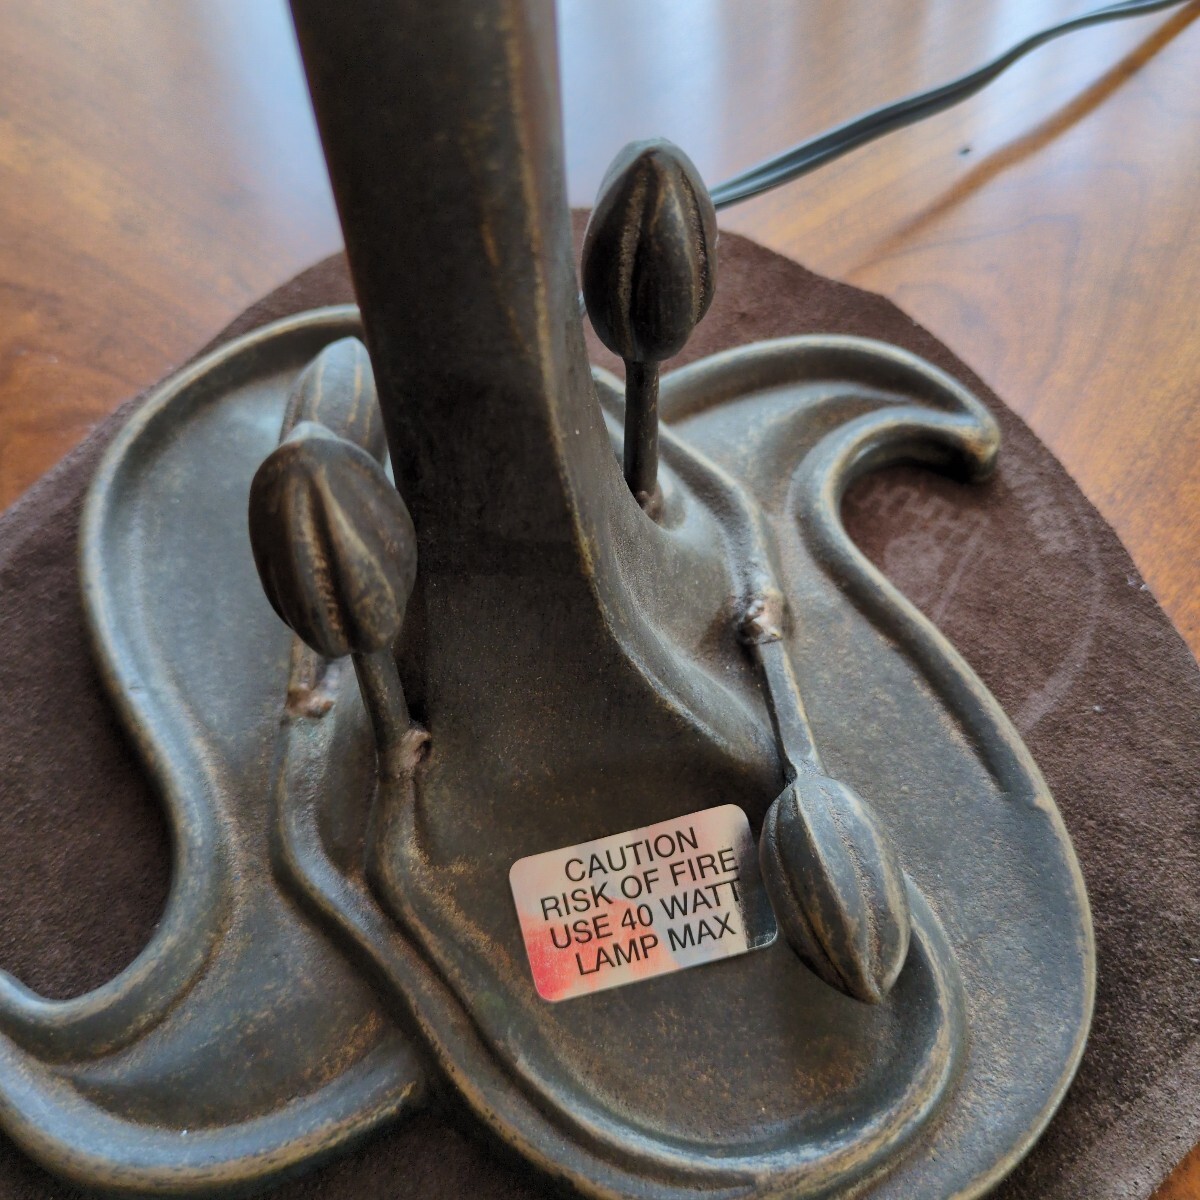 CAUTION
RISK OF FIRE
USE 40 WATT
LAMP MAX